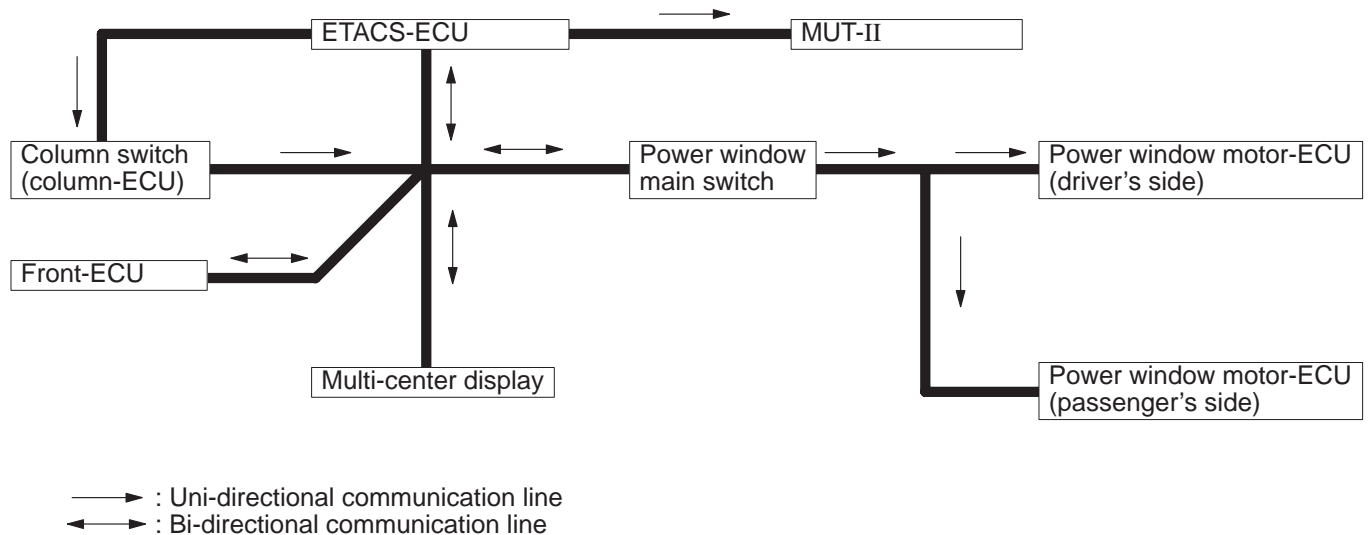 ETACS-ECU
MUT-II
Column switch
(column-ECU)
Power window
main switch
Power window motor-ECU
(driver's side)
Front-ECU
Multi-center display
Power window motor-ECU
(passenger's side)
: Uni-directional communication line
: Bi-directional communication line